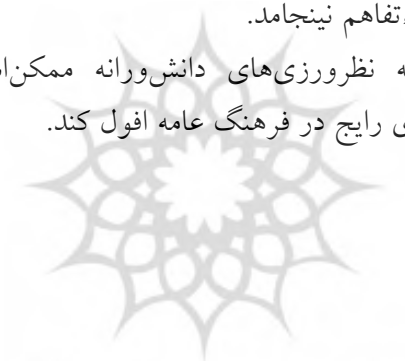 تفاهم نینجامد.
نظرورزی‌های دانش‌ورانه
رایج در فرهنگ عامه افول کند.